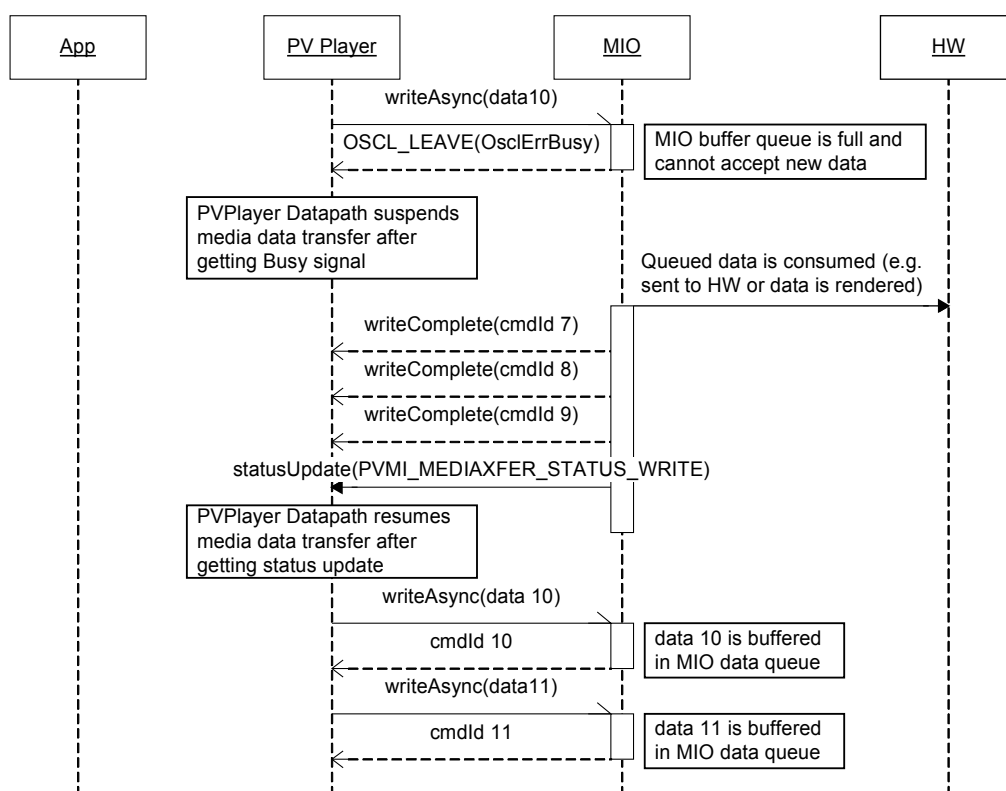 App
PV Player
MIO
HW
writeAsync(data10)
OSCL_LEAVE(OsclErrBusy)
MIO buffer queue is full and
cannot accept new data
PVPlayer Datapath suspends
media data transfer after
getting Busy signal
Queued data is consumed (e.g.
sent to HW or data is rendered)
writeComplete(cmdId 7)
writeComplete(cmdId 8)
writeComplete(cmdId 9)
statusUpdate(PVMI_MEDIAXFER_STATUS_WRITE)
PVPlayer Datapath resumes
media data transfer after
getting status update
writeAsync(data 10)
cmdId 10
data 10 is buffered
in MIO data queue
writeAsync(data11)
cmdId 11
data 11 is buffered
in MIO data queue